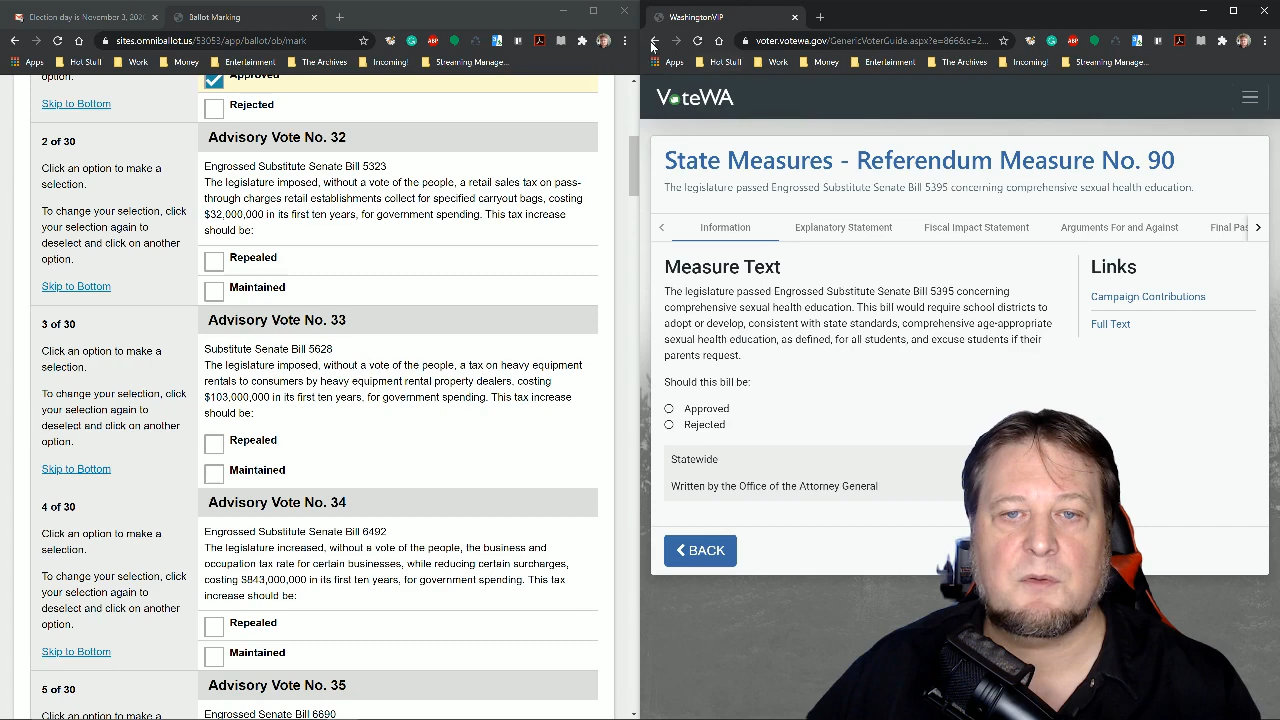 Election day is November 3, 202
Ballot Marking
sites.omniballot.us/53053/app/ballot/ob/mark
Apps
Hot Stuff
Work
Money
Entertainment
The Archives
Incoming!
Streaming Manage...
option.
Approved
Skip to Bottom
Rejected
2 of 30
Advisory Vote No. 32
Click an option to make a
selection.
To change your selection, click
your selection again to
deselect and click on another
option.
Skip to Bottom
Engrossed Substitute Senate Bill 5323
The legislature imposed, without a vote of the people, a retail sales tax on pass-
through charges retail establishments collect for specified carryout bags, costing
$32,000,000 in its first ten years, for government spending. This tax increase
should be:
Repealed
Maintained
3 of 30
Advisory Vote No. 33
Click an option to make a
selection.
To change your selection, click
your selection again to
deselect and click on another
option.
Skip to Bottom
Substitute Senate Bill 5628
The legislature imposed, without a vote of the people, a tax on heavy equipment
rentals to consumers by heavy equipment rental property dealers, costing
$103,000,000 in its first ten years, for government spending. This tax increase
should be:
Repealed
Maintained
4 of 30
Advisory Vote No. 34
Click an option to make a
selection.
To change your selection, click
your selection again to
deselect and click on another
option.
Skip to Bottom
Engrossed Substitute Senate Bill 6492
The legislature increased, without a vote of the people, the business and
occupation tax rate for certain businesses, while reducing certain surcharges,
costing $843,000,000 in its first ten years, for government spending. This tax
increase should be:
Repealed
Maintained
5 of 30
Advisory Vote No. 35
Click an option to make a
Engrossed Senate Bill 6690
WashingtonVIP
voter.votewa.gov/GenericVoterGuide.aspx?e=866&c=2...
Apps
Hot Stuff
Work
Money
Entertainment
The Archives
Incoming!
Streaming Manage...
VoteWA
State Measures - Referendum Measure No. 90
The legislature passed Engrossed Substitute Senate Bill 5395 concerning comprehensive sexual health education.
Information
Explanatory Statement
Fiscal Impact Statement
Arguments For and Against
Final Pas
Measure Text
The legislature passed Engrossed Substitute Senate Bill 5395 concerning
comprehensive sexual health education. This bill would require school districts to
adopt or develop, consistent with state standards, comprehensive age-appropriate
sexual health education, as defined, for all students, and excuse students if their
parents request.
Should this bill be:
Approved
Rejected
Statewide
Written by the Office of the Attorney General
Links
Campaign Contributions
Full Text
BACK